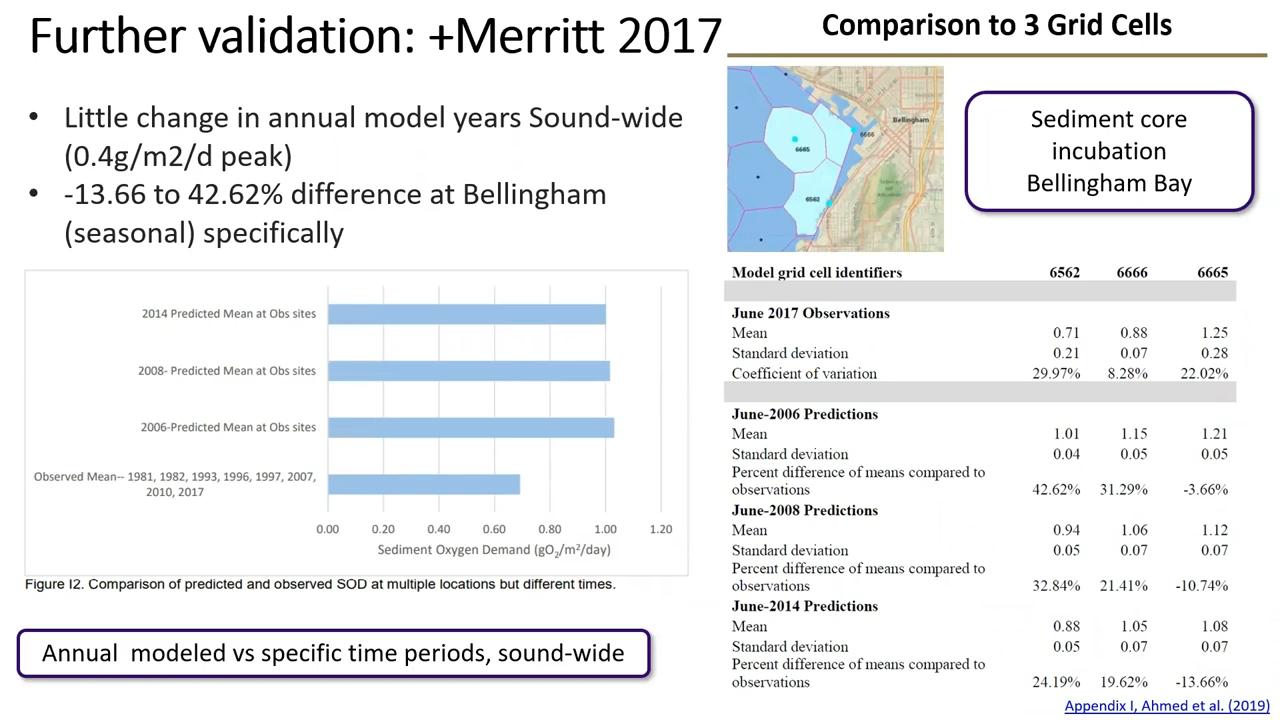 Further validation: +Merritt 2017
• Little change in annual model years Sound-wide
(0.4g/m2/d peak)
• -13.66 to 42.62% difference at Bellingham
(seasonal) specifically
2014 Predicted Mean at Obs sites
2008- Predicted Mean at Obs sites
2006-Predicted Mean at Obs sites
Observed Mean-- 1981, 1982, 1993, 1996, 1997, 2007,
2010, 2017
0.00 0.20 0.40 0.60 0.80 1.00 1.20
Sediment Oxygen Demand (gO₂/m²/day)
Figure I2. Comparison of predicted and observed SOD at multiple locations but different times.
Annual modeled vs specific time periods, sound-wide
Comparison to 3 Grid Cells
Bellingham
6666
6665
6562
Sediment core
incubation
Bellingham Bay
Model grid cell identifiers 6562 6666 6665
June 2017 Observations
Mean 0.71 0.88 1.25
Standard deviation 0.21 0.07 0.28
Coefficient of variation 29.97% 8.28% 22.02%
June-2006 Predictions
Mean 1.01 1.15 1.21
Standard deviation 0.04 0.05 0.05
Percent difference of means compared to
observations 42.62% 31.29% -3.66%
June-2008 Predictions
Mean 0.94 1.06 1.12
Standard deviation 0.05 0.07 0.07
Percent difference of means compared to
observations 32.84% 21.41% -10.74%
June-2014 Predictions
Mean 0.88 1.05 1.08
Standard deviation 0.05 0.07 0.07
Percent difference of means compared to
observations 24.19% 19.62% -13.66%
Appendix I, Ahmed et al. (2019)